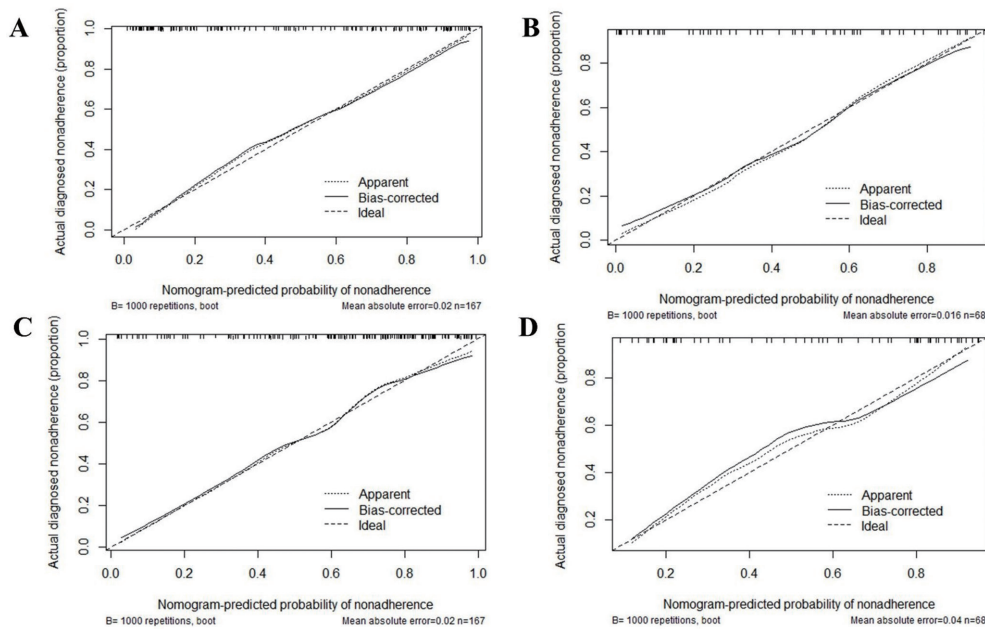 A
Actual diagnosed nonadherence (proportion)
1.0
0.8
0.6
0.4
0.2
0.0
Apparent
Bias-corrected
Ideal
0.0 0.2 0.4 0.6 0.8 1.0
Nomogram-predicted probability of nonadherence
B= 1000 repetitions, boot Mean absolute error=0.02 n=167
B
Actual diagnosed nonadherence (proportion)
0.8
0.6
0.4
0.2
0.0
Apparent
Bias-corrected
Ideal
0.0 0.2 0.4 0.6 0.8
Nomogram-predicted probability of nonadherence
B= 1000 repetitions, boot Mean absolute error=0.016 n=68
C
Actual diagnosed nonadherence (proportion)
1.0
0.8
0.6
0.4
0.2
0.0
Apparent
Bias-corrected
Ideal
0.0 0.2 0.4 0.6 0.8 1.0
Nomogram-predicted probability of nonadherence
B= 1000 repetitions, boot Mean absolute error=0.02 n=167
D
Actual diagnosed nonadherence (proportion
0.8
0.6
0.4
0.2
Apparent
Bias-corrected
Ideal
0.2 0.4 0.6 0.8
Nomogram-predicted probability of nonadherence
B= 1000 repetitions, boot Mean absolute error=0.04 n=68